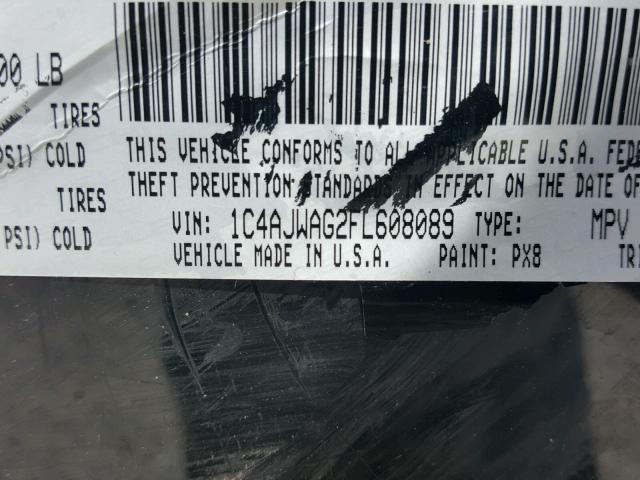 00 LB
TIRES
PSI) COLD
TIRES
PSI) COLD
THIS VEHICLE CONFORMS TO ALL APPLICABLE U.S.A. FEDE
THEFT PREVENTION STANDARDS IN EFFECT ON THE DATE OF
VIN: 1C4AJWAG2FL608089 TYPE: MPV
VEHICLE MADE IN U.S.A. PAINT: PX8 TRI